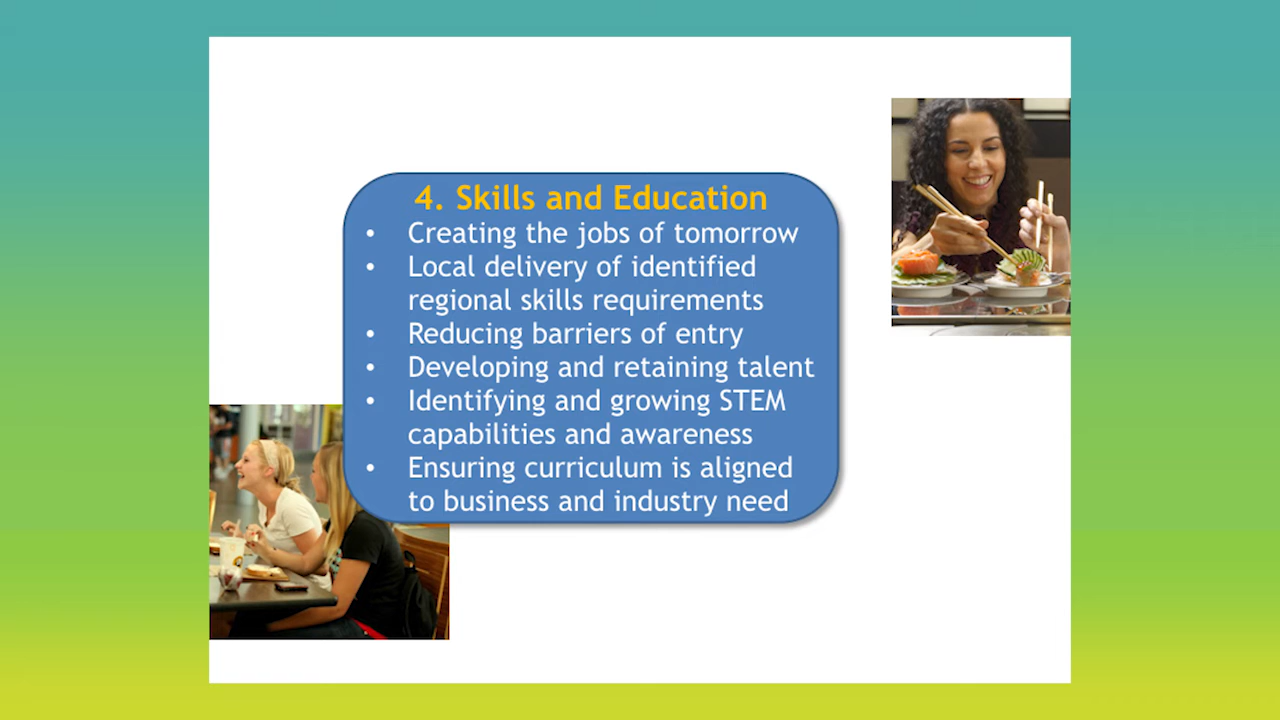 4. Skills and Education
• Creating the jobs of tomorrow
• Local delivery of identified
regional skills requirements
• Reducing barriers of entry
• Developing and retaining talent
• Identifying and growing STEM
capabilities and awareness
• Ensuring curriculum is aligned
to business and industry need